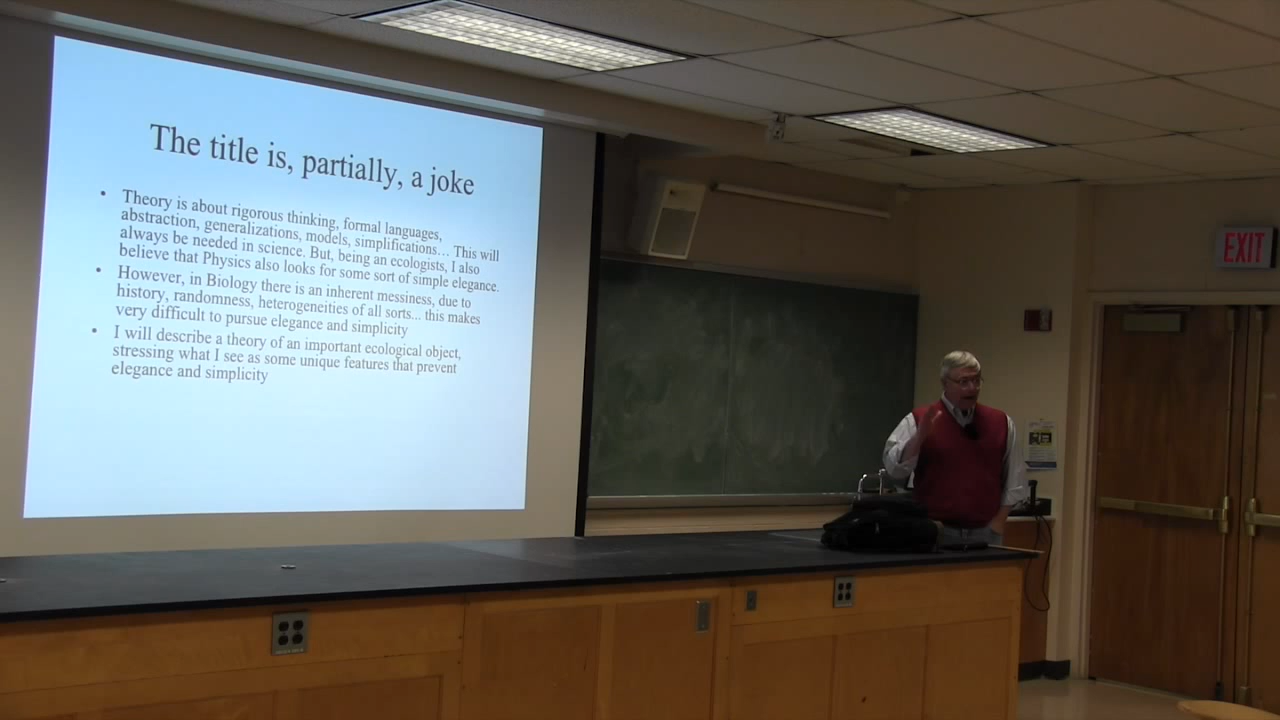 The title is, partially, a joke
• Theory is about rigorous thinking, formal languages,
abstraction, generalizations, models, simplifications… This will
always be needed in science. But, being an ecologists, I also
believe that Physics also looks for some sort of simple elegance.
• However, in Biology there is an inherent messiness, due to
history, randomness, heterogeneities of all sorts... this makes
very difficult to pursue elegance and simplicity
• I will describe a theory of an important ecological object,
stressing what I see as some unique features that prevent
elegance and simplicity
EXIT